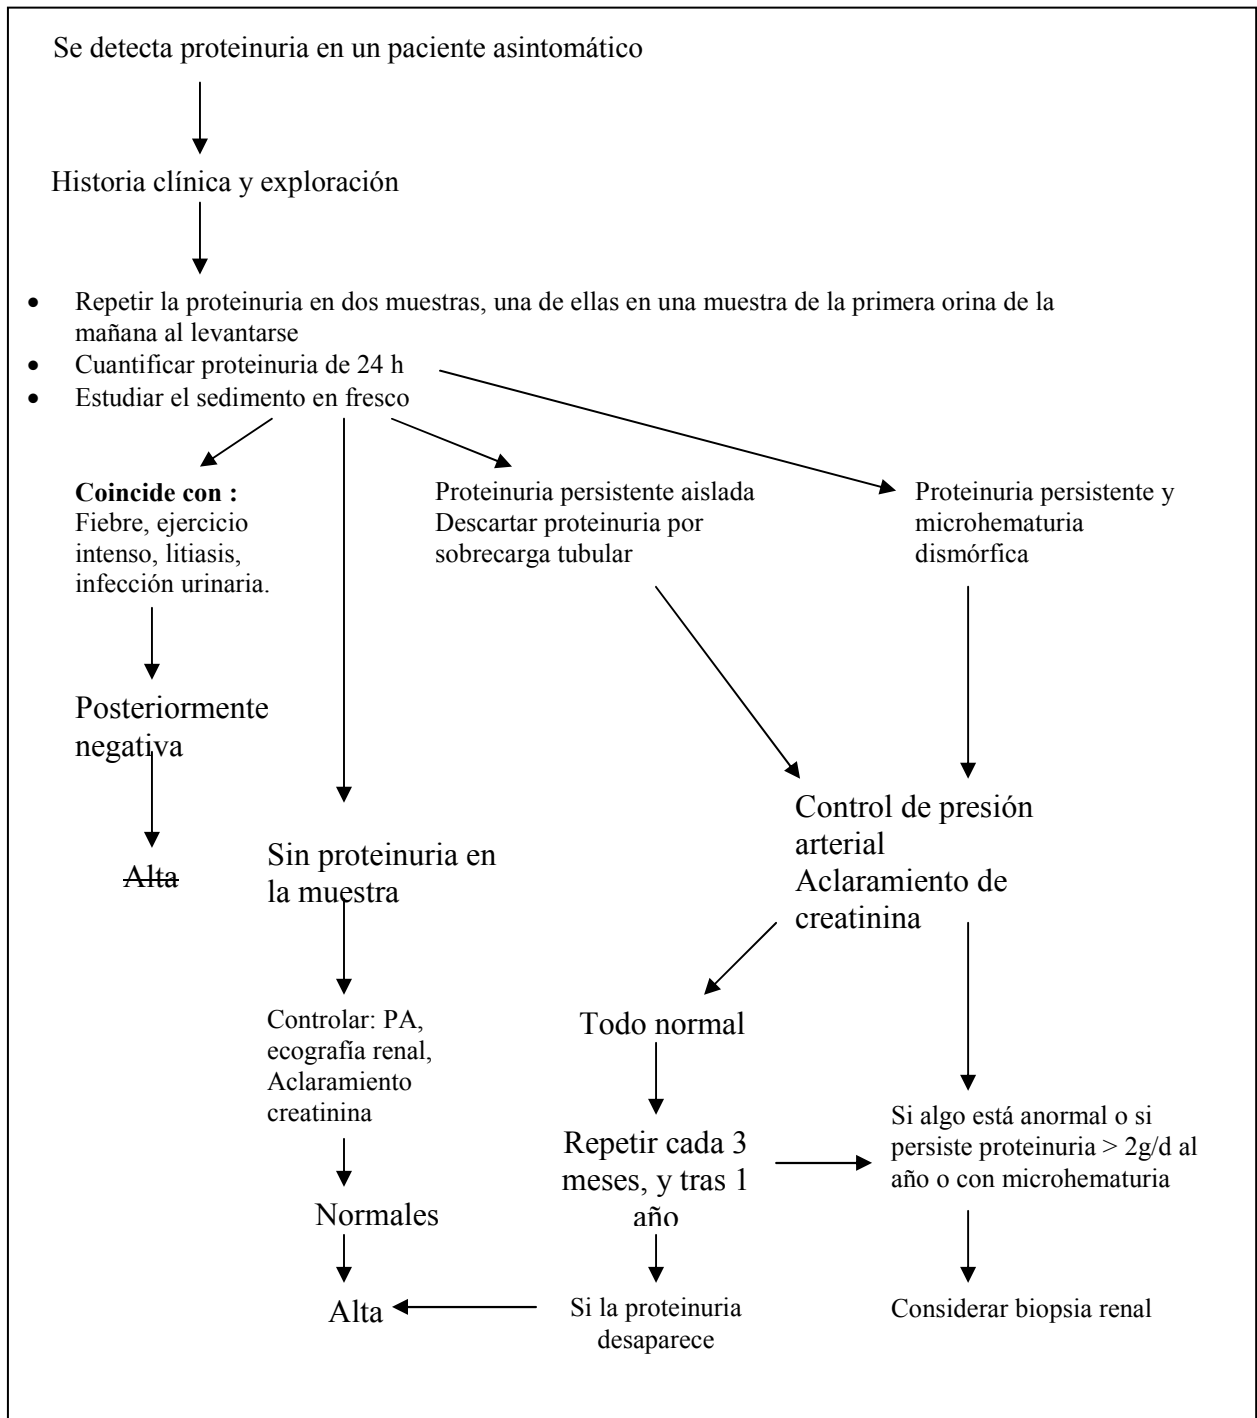 Se detecta proteinuria en un paciente asintomático
Historia clínica y exploración
• Repetir la proteinuria en dos muestras, una de ellas en una muestra de la primera orina de la
mañana al levantarse
• Cuantificar proteinuria de 24 h
• Estudiar el sedimento en fresco
Coincide con :
Fiebre, ejercicio
intenso, litiasis,
infección urinaria.
Proteinuria persistente aislada
Descartar proteinuria por
sobrecarga tubular
Proteinuria persistente y
microhematuria
dismórfica
Posteriormente
negativa
Alta
Sin proteinuria en
la muestra
Control de presión
arterial
Aclaramiento de
creatinina
Controlar: PA,
ecografía renal,
Aclaramiento
creatinina
Todo normal
Normales
Repetir cada 3
meses, y tras 1
año
Si algo está anormal o si
persiste proteinuria > 2g/d al
año o con microhematuria
Alta
Si la proteinuria
desaparece
Considerar biopsia renal